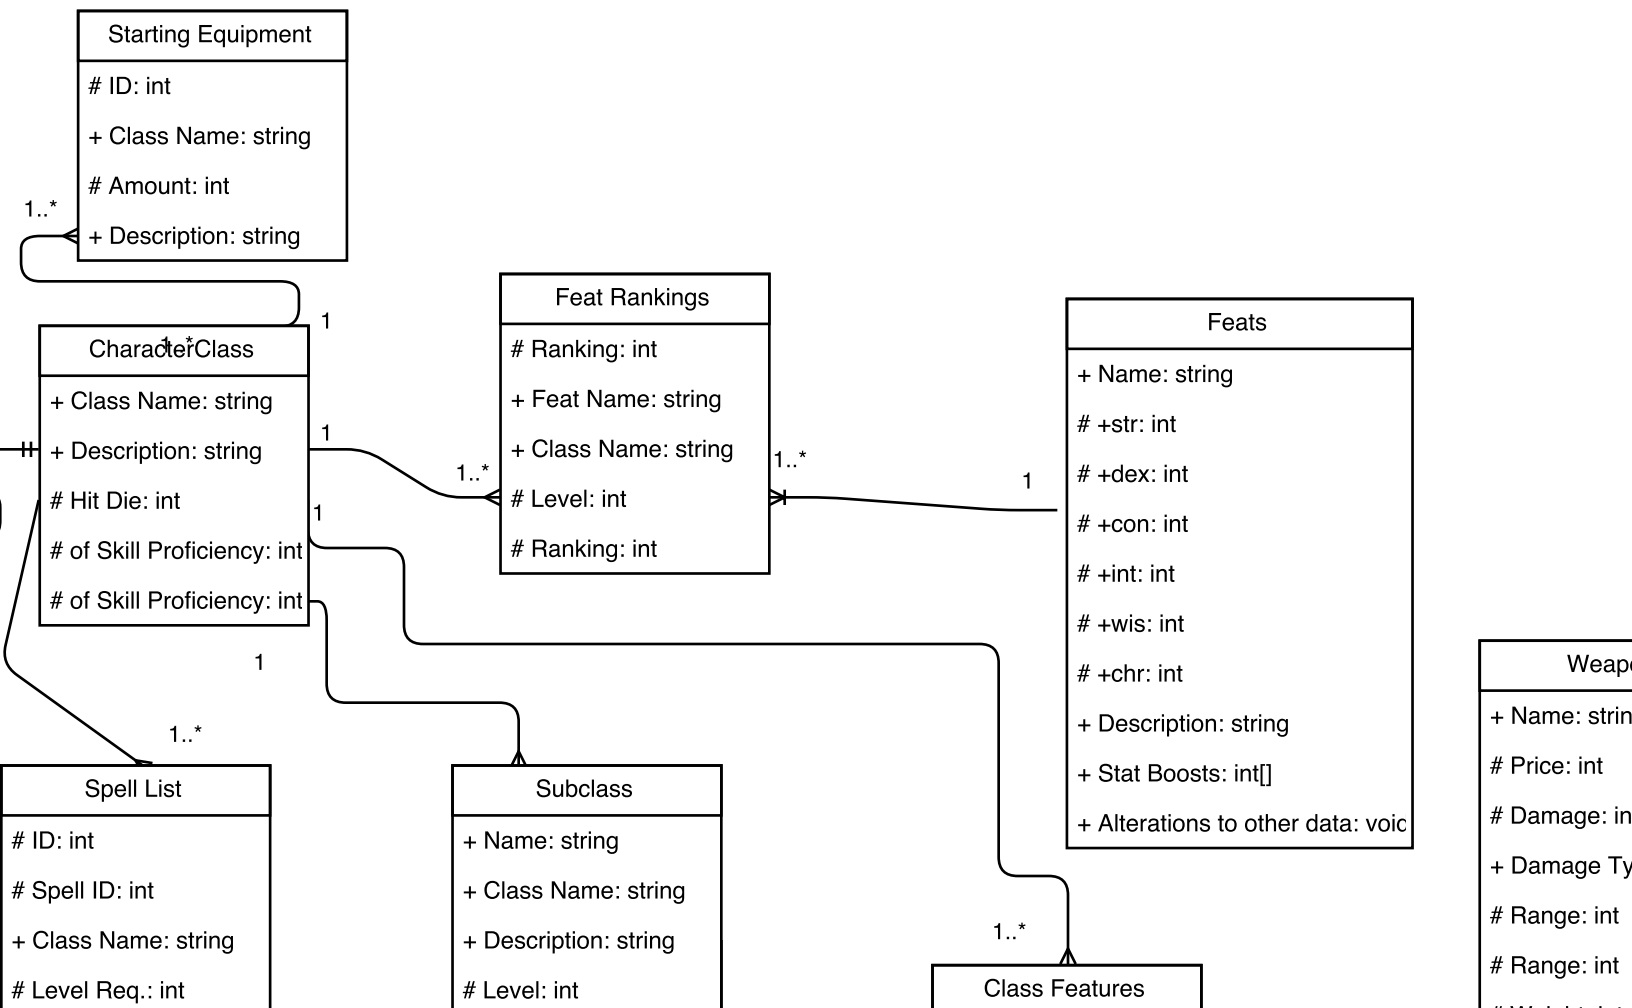 Starting Equipment
# ID: int
+ Class Name: string
# Amount: int
+ Description: string
1..*
1
CharacterClass
1..*
+ Class Name: string
+ Description: string
# Hit Die: int
# of Skill Proficiency: int
# of Skill Proficiency: int
1
1..*
1
1
1..*
Feat Rankings
# Ranking: int
+ Feat Name: string
+ Class Name: string
# Level: int
# Ranking: int
1..*
1
Feats
+ Name: string
# +str: int
# +dex: int
# +con: int
# +int: int
# +wis: int
# +chr: int
+ Description: string
+ Stat Boosts: int[]
+ Alterations to other data:
Spell List
# ID: int
# Spell ID: int
+ Class Name: string
# Level Req.: int
Subclass
+ Name: string
+ Class Name: string
+ Description: string
# Level: int
1..*
Class Features
+ Name:
# Price: int
# Damage:
+ Damage
# Range: int
# Range: int